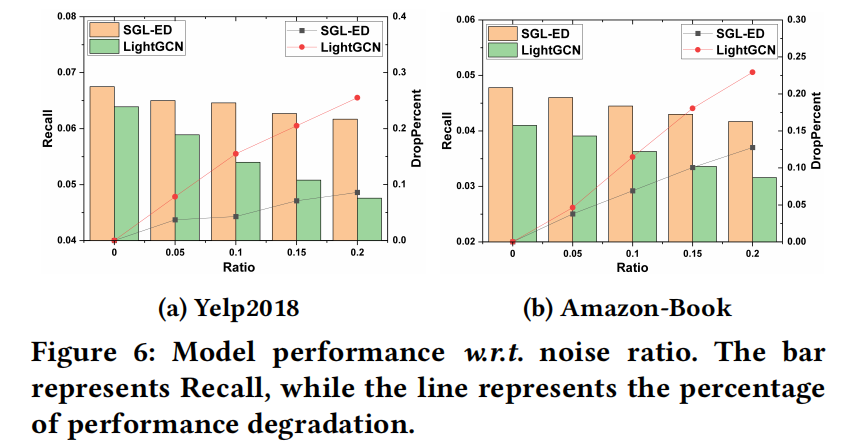 0.08
0.07
0.06
0.05
0.04
Recall
SGL-ED
LightGCN
SGL-ED
LightGCN
0.4
0.3
0.2
0.1
0.0
DropPercent
0 0.05 0.1 0.15 0.2
Ratio
(a) Yelp2018
0.06
0.05
0.04
0.03
0.02
Recall
SGL-ED
LightGCN
SGL-ED
LightGCN
0.30
0.25
0.20
0.15
0.10
0.05
0.00
DropPercent
0 0.05 0.1 0.15 0.2
Ratio
(b) Amazon-Book
Figure 6: Model performance w.r.t. noise ratio. The bar
represents Recall, while the line represents the percentage
of performance degradation.